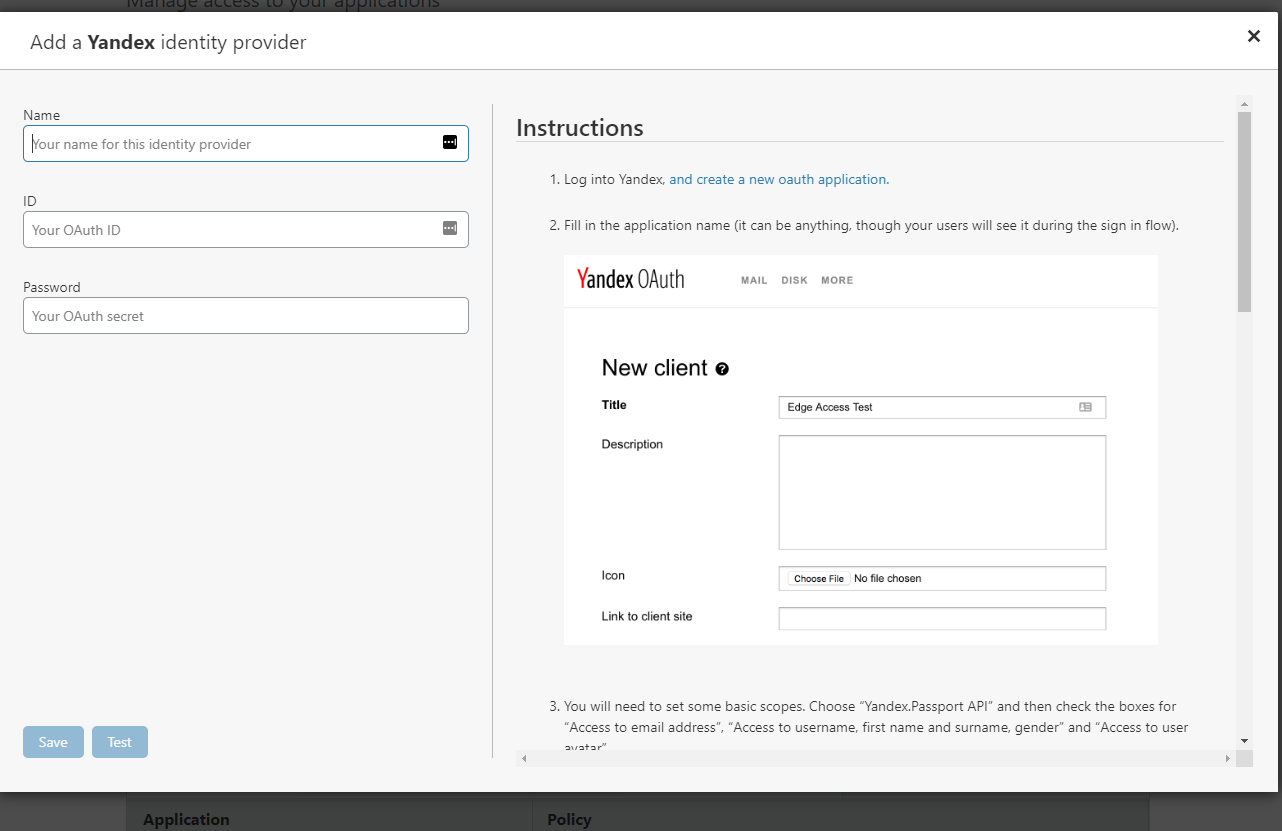 Manage access to your applications
Add a Yandex identity provider
Name
Your name for this identity provider
ID
Your OAuth ID
Password
Your OAuth secret
Save
Test
Instructions
1. Log into Yandex, and create a new oauth application.
2. Fill in the application name (it can be anything, though your users will see it during the sign in flow).
Yandex OAuth
MAIL DISK MORE
New client
Title
Edge Access Test
Description
Icon
Choose File No file chosen
Link to client site
3. You will need to set some basic scopes. Choose “Yandex.Passport API” and then check the boxes for
“Access to email address”, “Access to username, first name and surname, gender” and “Access to user
avatar”
Application
Policy